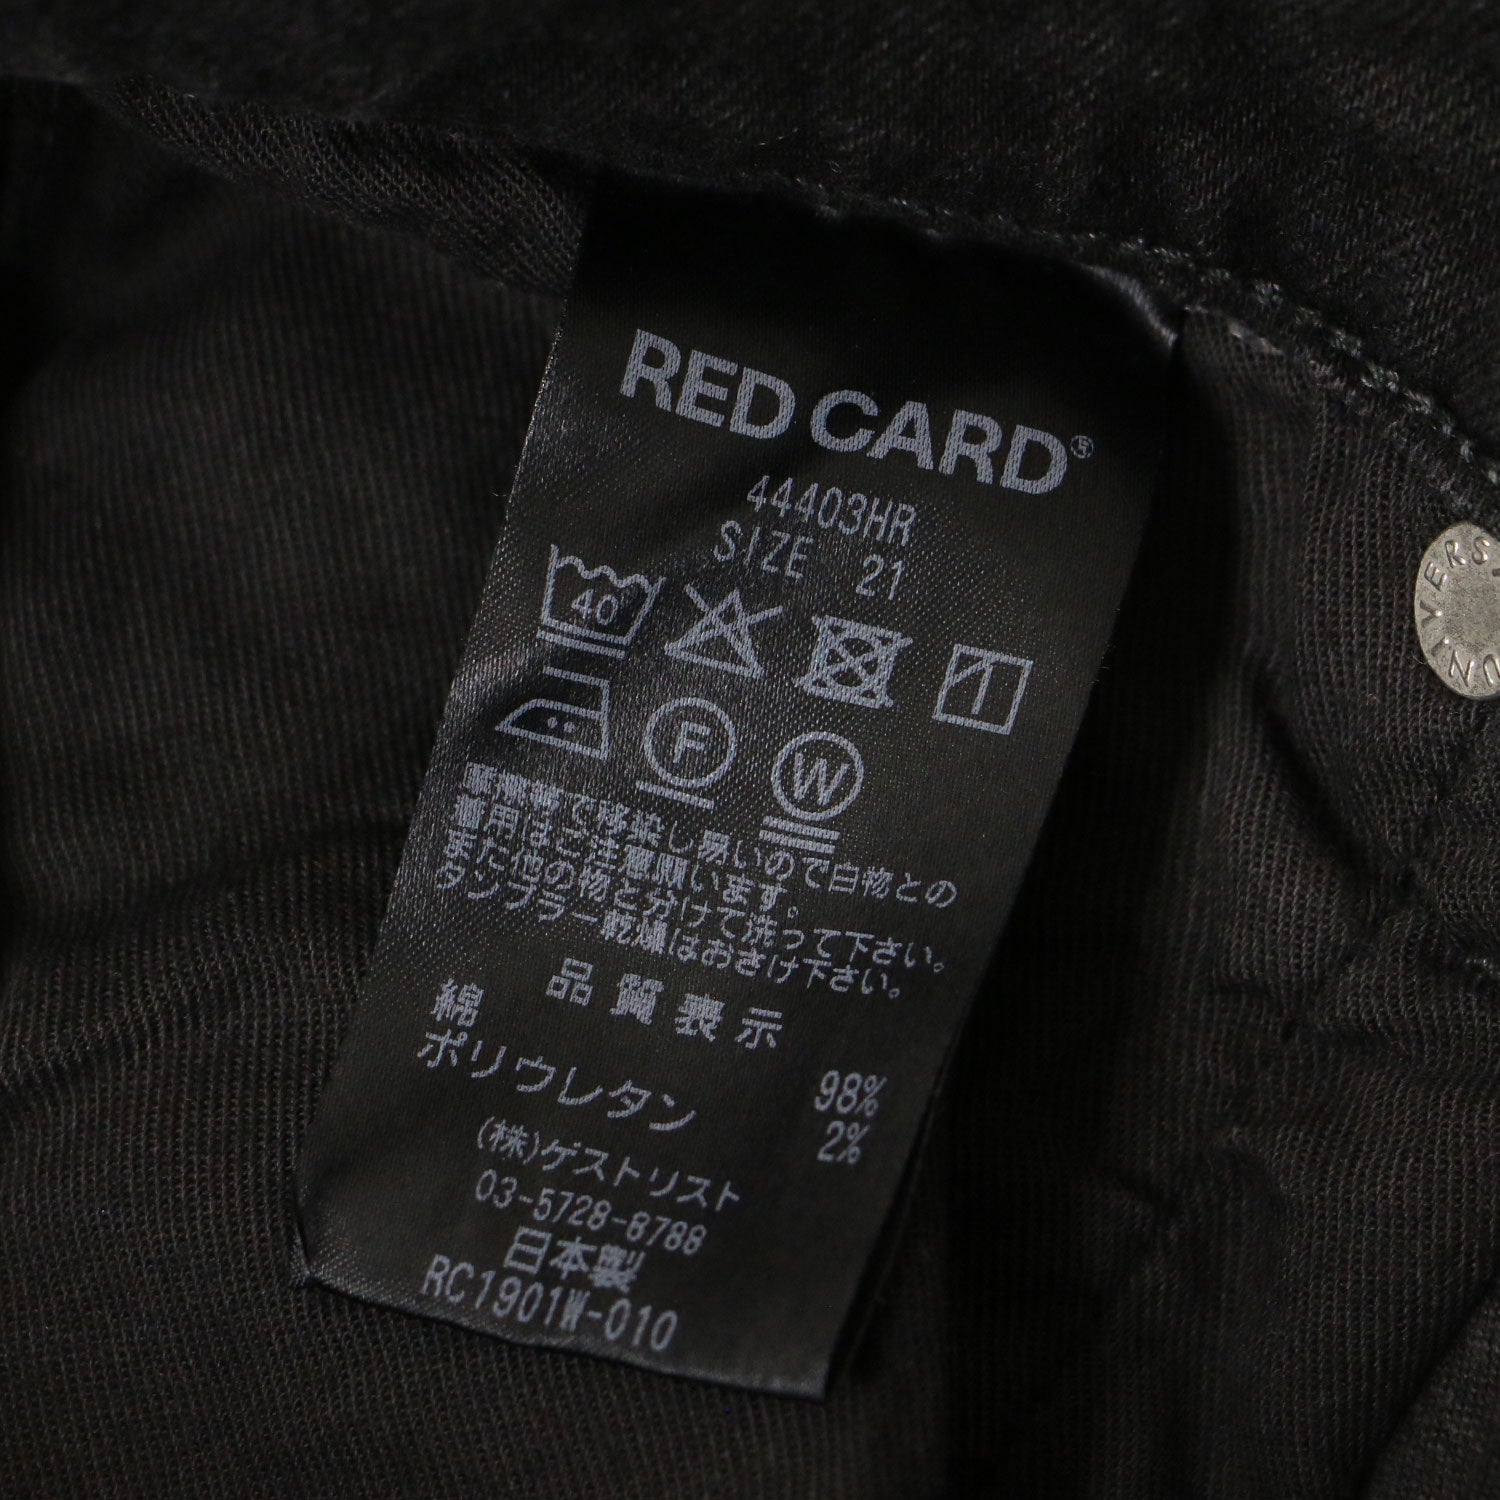 RED CARD®
44403HR
SIZE 21
40
F
W
摩擦等で移染し易いので白物との
着用はご注意願います。
また他の物と分けて洗って下さい。
タンブラー乾燥はおさけ下さい。
品質表示
綿 98%
ポリウレタン 2%
(株)ゲストリスト
03-5728-8788
日本製
RC1901W-010